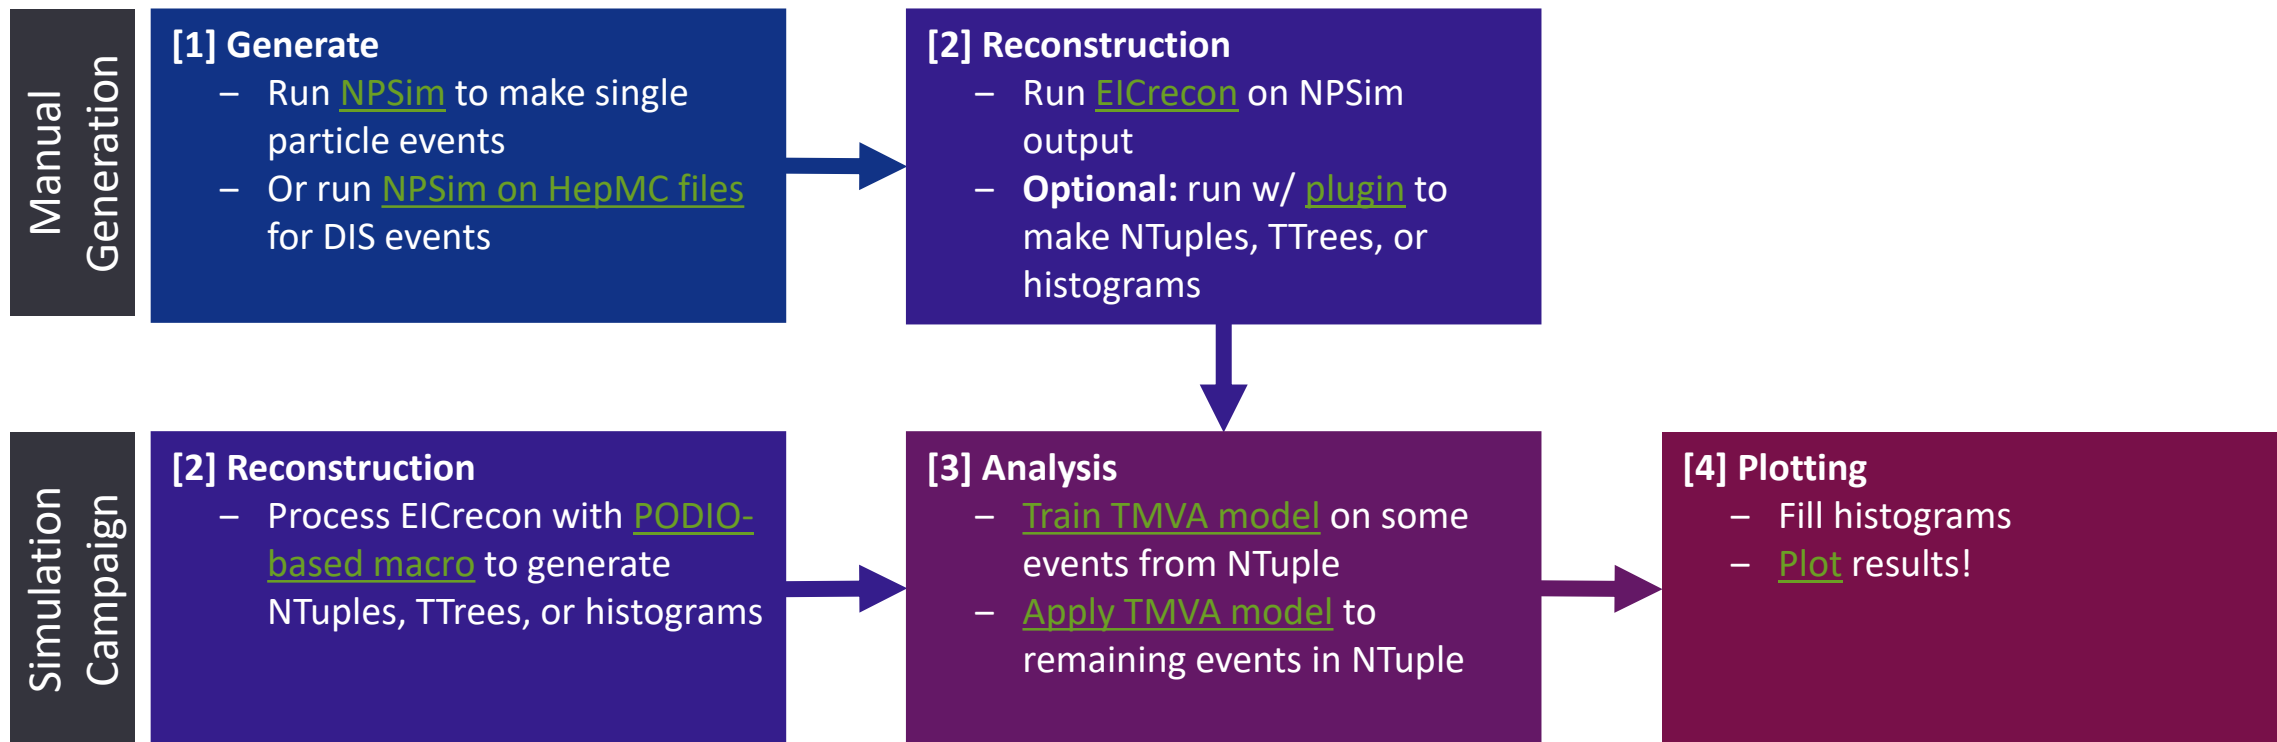 Manual
Generation
[1] Generate
– Run NPSim to make single
particle events
– Or run NPSim on HepMC files
for DIS events
[2] Reconstruction
– Run EICrecon on NPSim
output
– Optional: run w/ plugin to
make NTuples, TTrees, or
histograms
Simulation
Campaign
[2] Reconstruction
– Process EICrecon with PODIO-
based macro to generate
NTuples, TTrees, or histograms
[3] Analysis
– Train TMVA model on some
events from NTuple
– Apply TMVA model to
remaining events in NTuple
[4] Plotting
– Fill histograms
– Plot results!